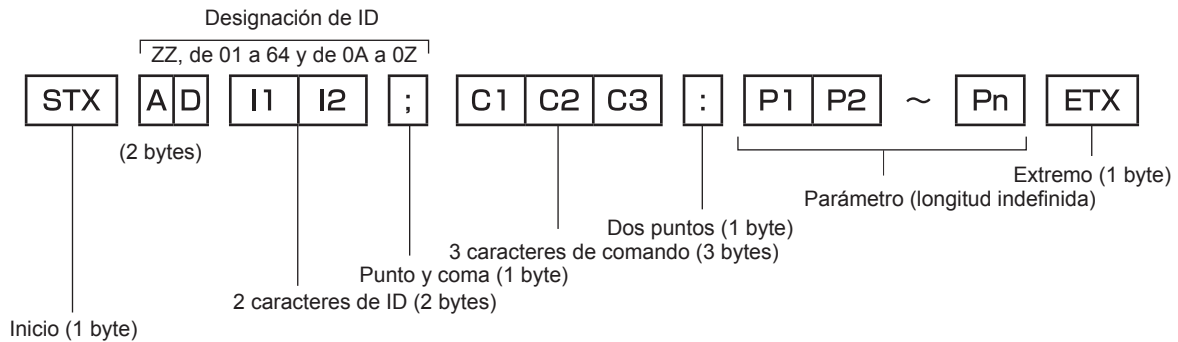 Designación de ID
ZZ, de 01 a 64 y de 0A a 0Z
STX A D I1 I2 ; C1 C2 C3 : P1 P2 ~ Pn ETX
(2 bytes)
Extremo (1 byte)
Parámetro (longitud indefinida)
Dos puntos (1 byte)
3 caracteres de comando (3 bytes)
Punto y coma (1 byte)
2 caracteres de ID (2 bytes)
Inicio (1 byte)